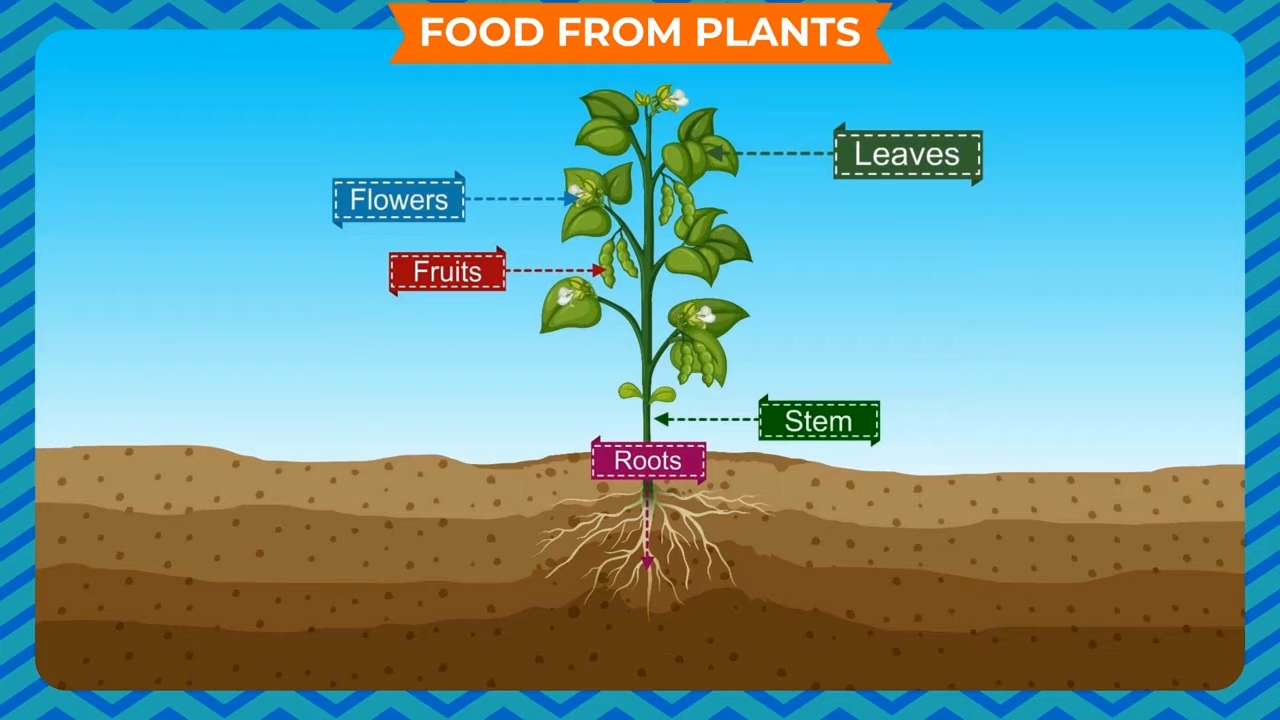 FOOD FROM PLANTS
Leaves
Flowers
Fruits
Stem
Roots